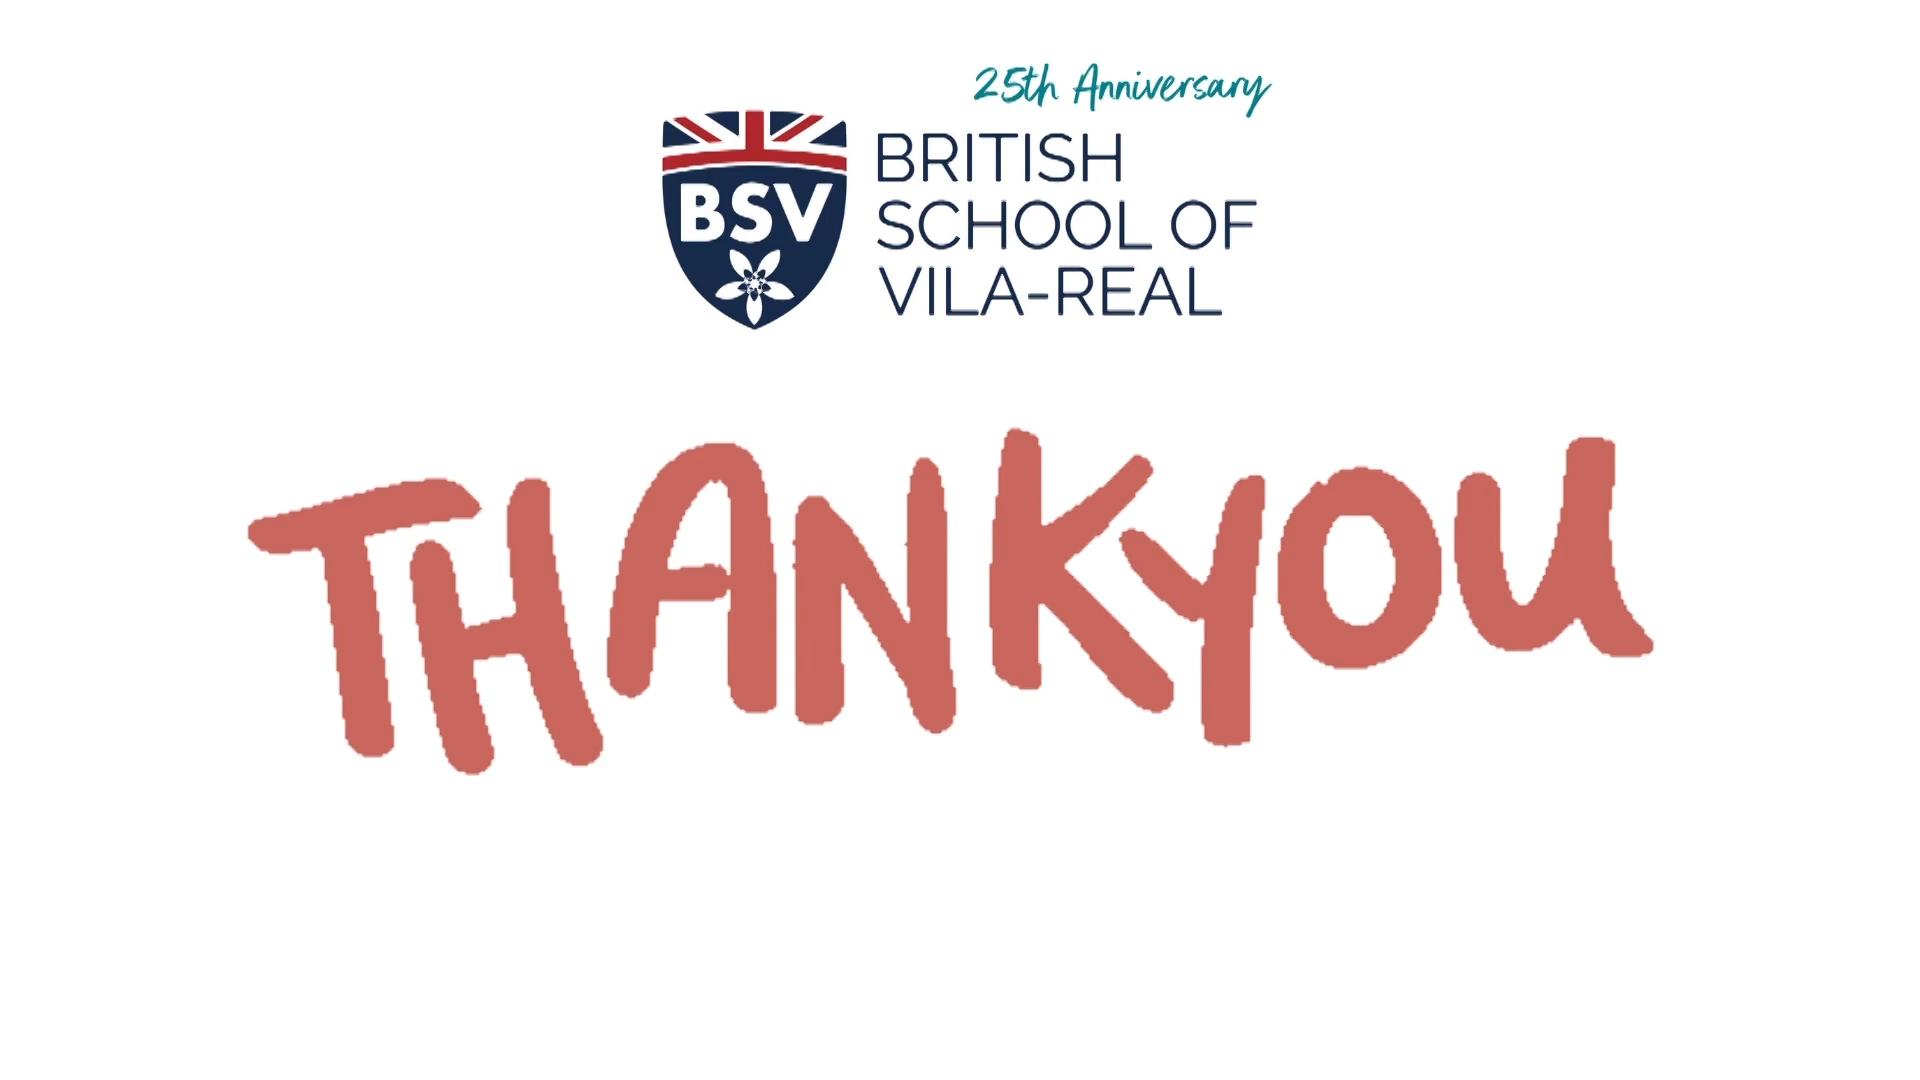 25th Anniversary
BSV
BRITISH
SCHOOL OF
VILA-REAL
THANKYOU